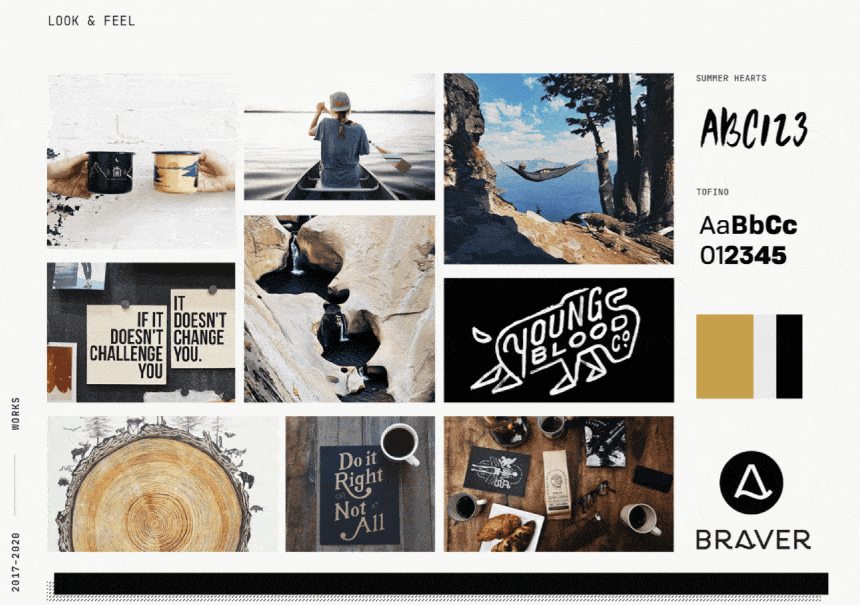 LOOK & FEEL
SUMMER HEARTS
ABC123
TOFINO
AaBbCc
012345
IF IT
DOESN'T
CHALLENGE
YOU
IT
DOESN'T
CHANGE
YOU.
YOUNG
BLOOD
Co
Do it
Right
OR
Not
At
All
BRAVER
WORKS
2017-2020